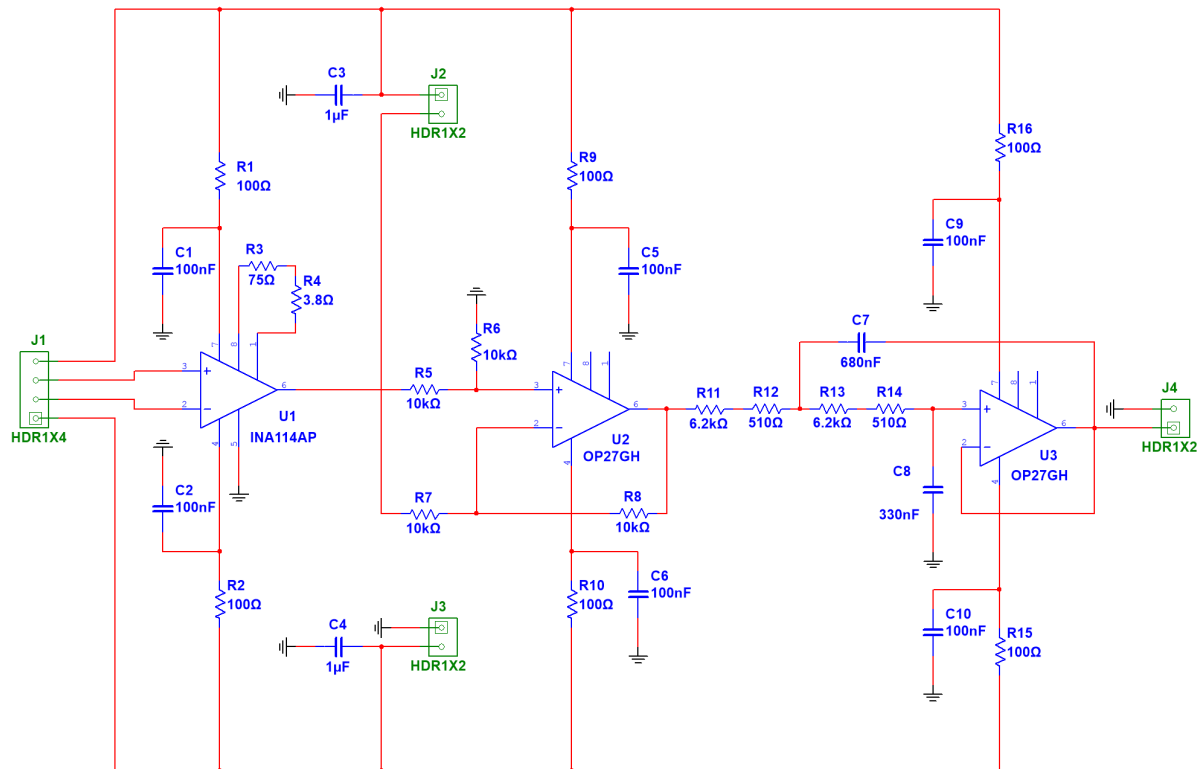 C3
1µF
J2
HDR1X2
R1
100Ω
R9
100Ω
R16
100Ω
C1
100nF
R3
75Ω
R4
3.8Ω
C5
100nF
C9
100nF
J1
HDR1X4
7
8
1
3
2
6
4
5
U1
INA114AP
R5
10kΩ
R6
10kΩ
7
8
1
3
2
6
4
U2
OP27GH
R11
6.2kΩ
R12
510Ω
C7
680nF
R13
6.2kΩ
R14
510Ω
7
8
1
3
2
6
4
U3
OP27GH
J4
HDR1X2
C2
100nF
R7
10kΩ
R8
10kΩ
C8
330nF
R2
100Ω
C4
1µF
J3
HDR1X2
R10
100Ω
C6
100nF
C10
100nF
R15
100Ω